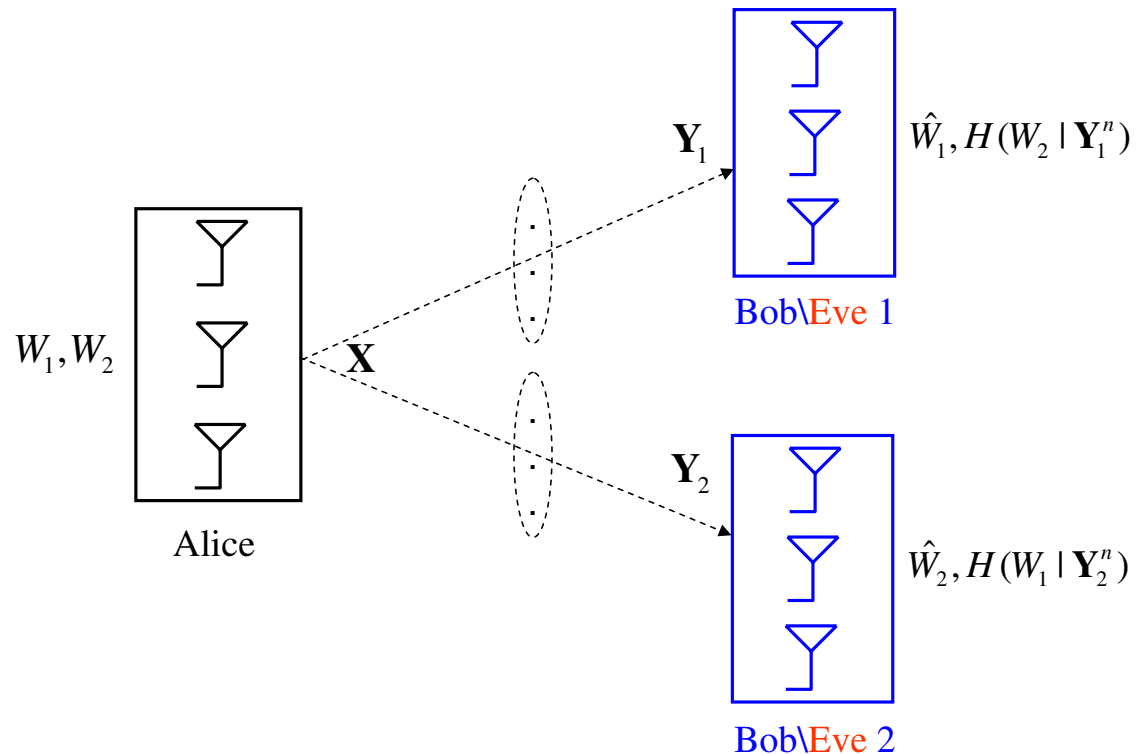 Y₁
Ŵ₁, H(W₂ | Y₁ⁿ)
Bob\Eve 1
W₁, W₂
X
Alice
Y₂
Ŵ₂, H(W₁ | Y₂ⁿ)
Bob\Eve 2